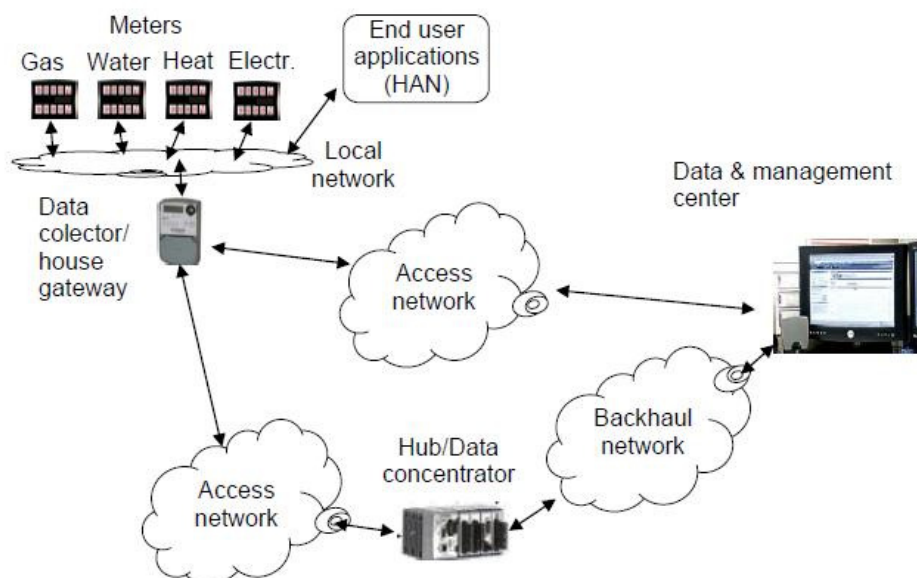 Meters
Gas Water Heat Electr.
End user
applications
(HAN)
Local
network
Data
colector/
house
gateway
Access
network
Data & management
center
Backhaul
network
Hub/Data
concentrator
Access
network